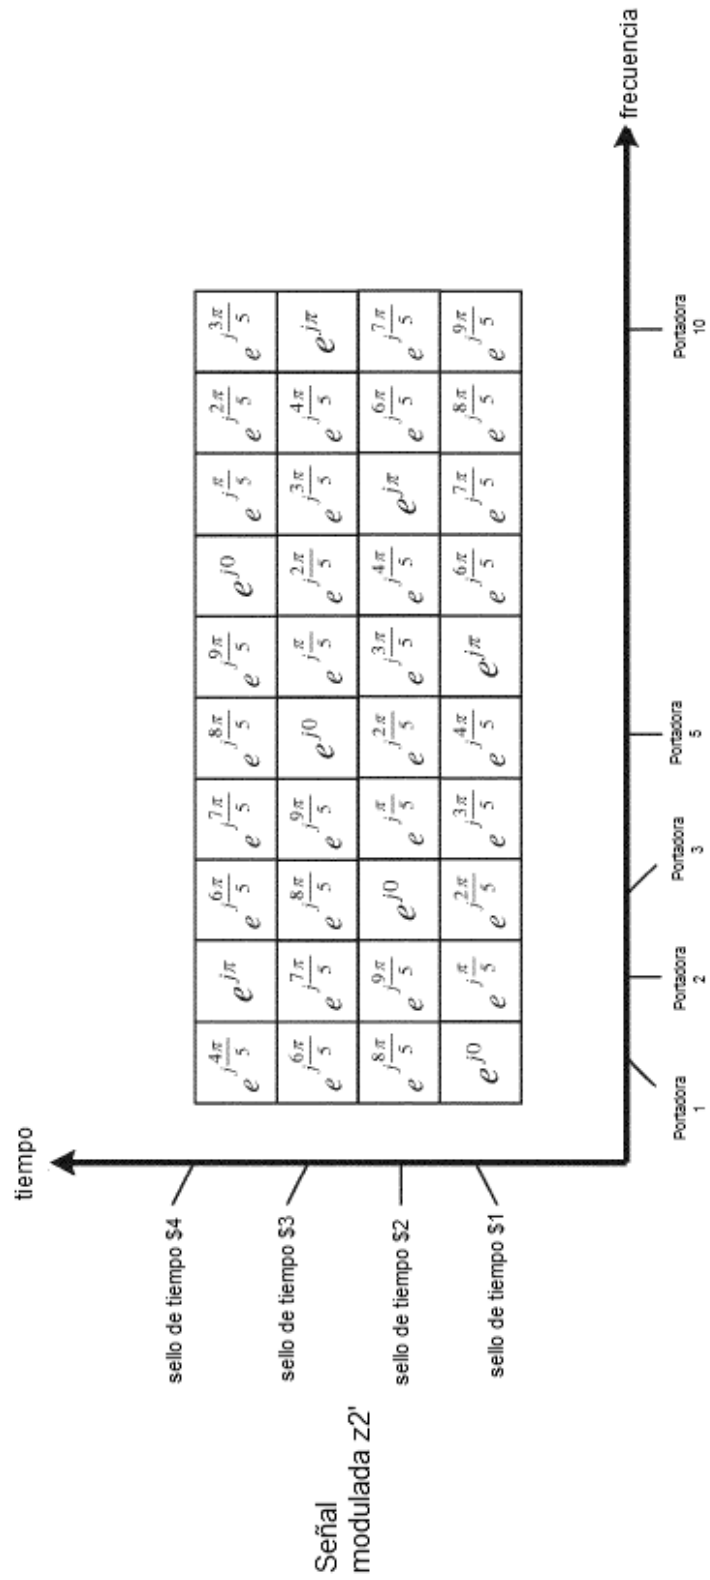 Señal
modulada z2'
tiempo
sello de tiempo $4
e^{j4π/5} e^{jπ} e^{j6π/5} e^{j7π/5} e^{j8π/5} e^{j9π/5} e^{j0} e^{jπ/5} e^{j2π/5} e^{j3π/5}
sello de tiempo $3
e^{j6π/5} e^{j7π/5} e^{j8π/5} e^{j9π/5} e^{j0} e^{jπ/5} e^{j2π/5} e^{j3π/5} e^{j4π/5} e^{jπ}
sello de tiempo $2
e^{j8π/5} e^{j9π/5} e^{j0} e^{jπ/5} e^{j2π/5} e^{j3π/5} e^{j4π/5} e^{jπ} e^{j6π/5} e^{j7π/5}
sello de tiempo $1
e^{j0} e^{jπ/5} e^{j2π/5} e^{j3π/5} e^{j4π/5} e^{jπ} e^{j6π/5} e^{j7π/5} e^{j8π/5} e^{j9π/5}
frecuencia
Portadora
1
Portadora
2
Portadora
3
Portadora
5
Portadora
10